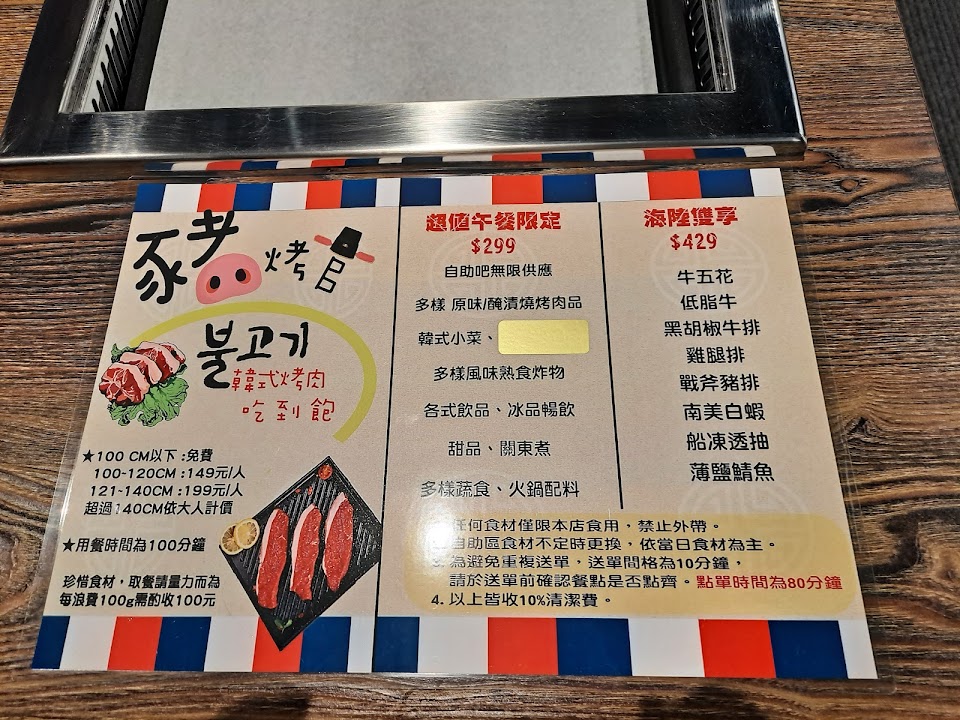 豬烤官
불고기
韓式烤肉
吃到飽
★100 CM以下:免費
100~120CM:149元/人
121~140CM:199元/人
超過140CM依大人計價
★用餐時間為100分鐘
珍惜食材，取餐請量力而為
每浪費100g需酌收100元
超值午餐限定
$299
自助吧無限供應
多樣 原味/醃漬燒烤肉品
韓式小菜、
多樣風味熟食炸物
各式飲品、冰品暢飲
甜品、關東煮
多樣蔬食、火鍋配料
海陸雙享
$429
牛五花
低脂牛
黑胡椒牛排
雞腿排
戰斧豬排
南美白蝦
船凍透抽
薄鹽鯖魚
任何食材僅限本店食用，禁止外帶。
自助區食材不定時更換，依當日食材為主。
3. 為避免重複送單，送單間格為10分鐘，
請於送單前確認餐點是否點齊。點單時間為80分鐘
4. 以上皆收10%清潔費。